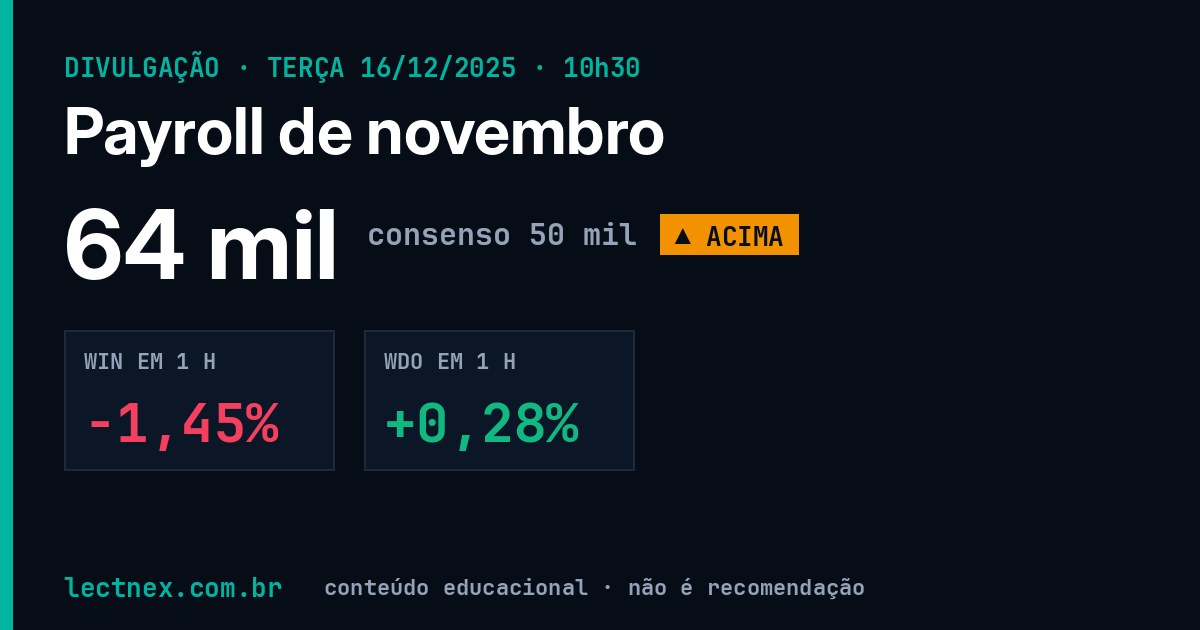 DIVULGAÇÃO · TERÇA 16/12/2025 · 10h30
Payroll de novembro
64 mil consenso 50 mil ▲ ACIMA
WIN EM 1 H
-1,45%
WDO EM 1 H
+0,28%
lectnex.com.br conteúdo educacional · não é recomendação